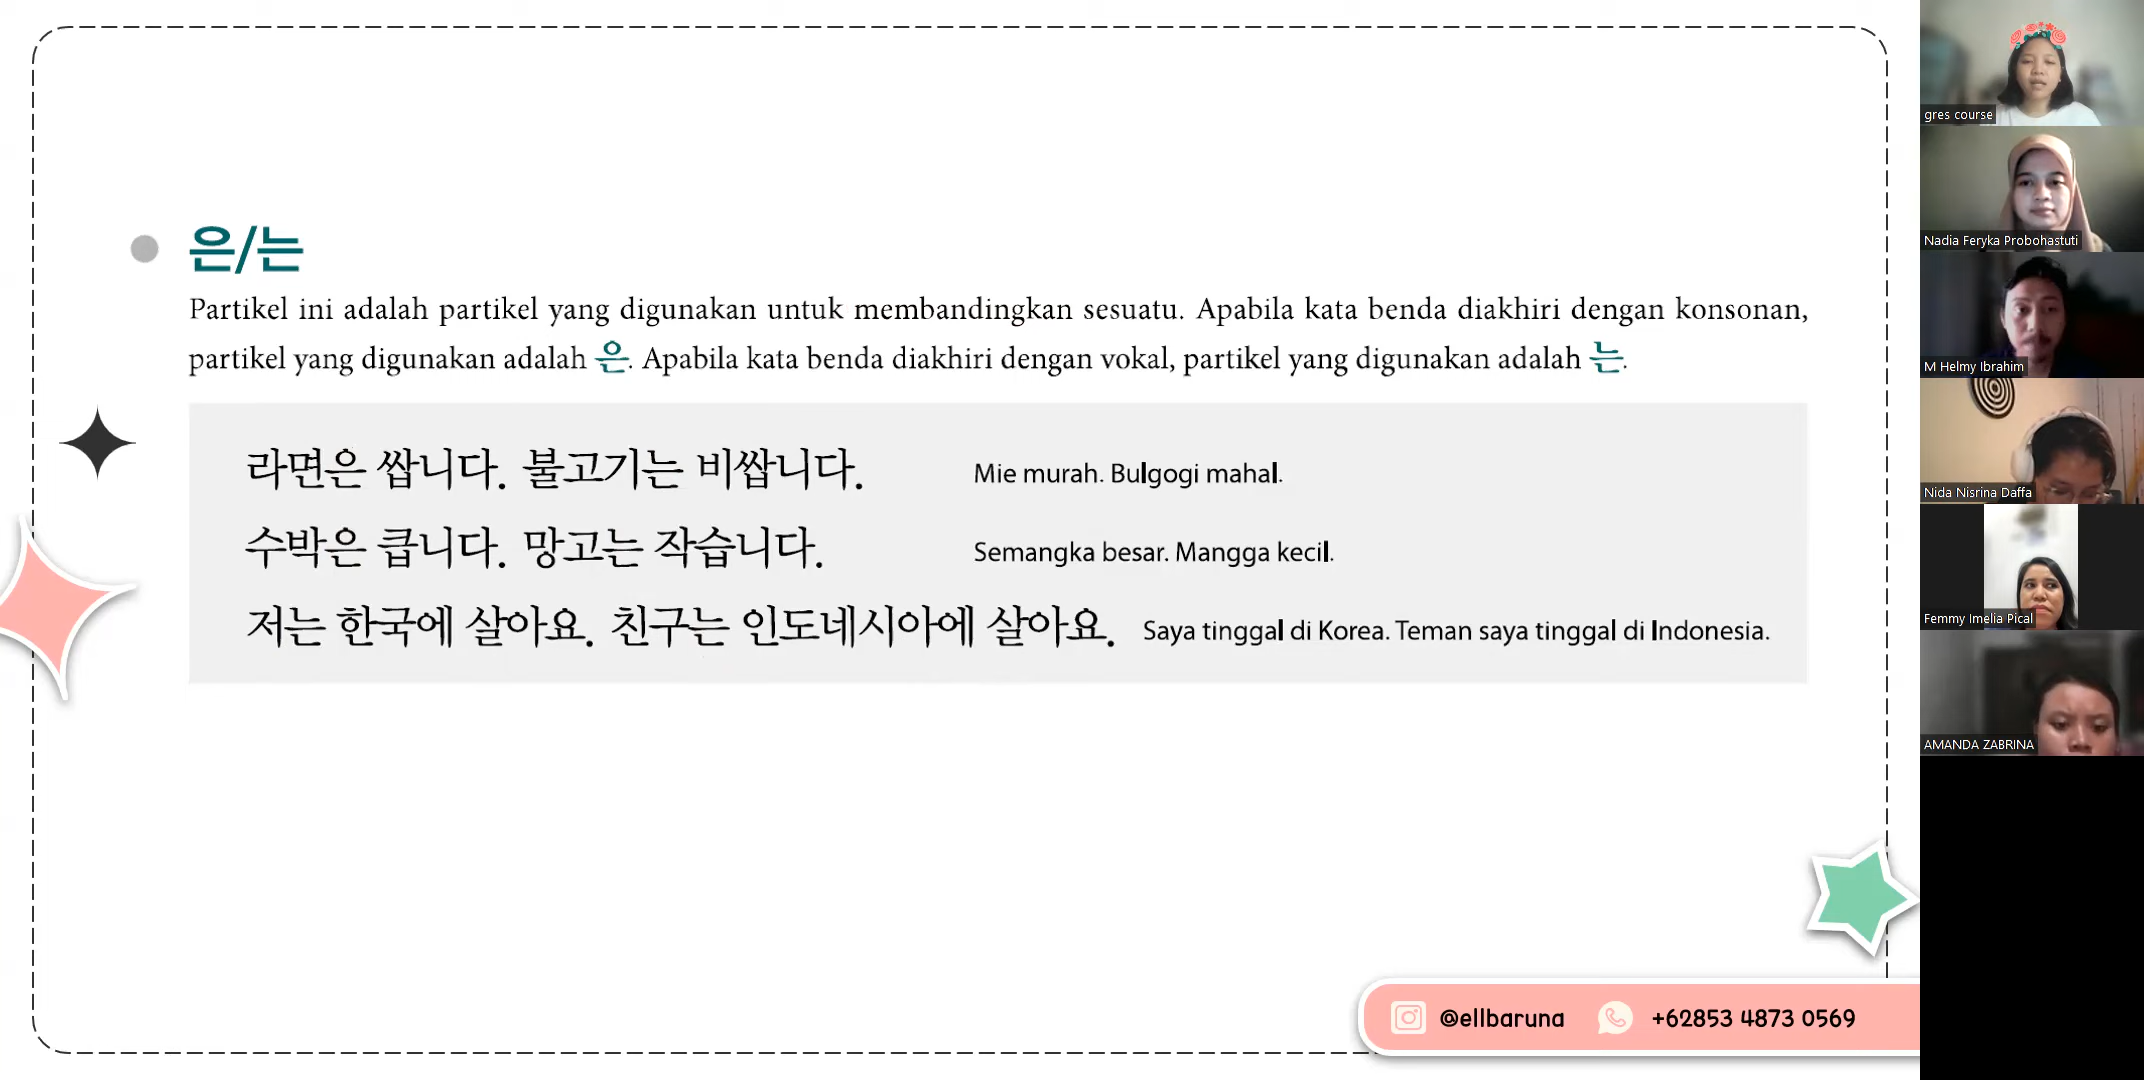 은/는
Partikel ini adalah partikel yang digunakan untuk membandingkan sesuatu. Apabila kata benda diakhiri dengan konsonan,
partikel yang digunakan adalah 은. Apabila kata benda diakhiri dengan vokal, partikel yang digunakan adalah 는.
라면은 쌉니다. 불고기는 비쌉니다. Mie murah. Bulgogi mahal.
수박은 큽니다. 망고는 작습니다. Semangka besar. Mangga kecil.
저는 한국에 살아요. 친구는 인도네시아에 살아요. Saya tinggal di Korea. Teman saya tinggal di Indonesia.
@ellbaruna +62853 4873 0569
gres course
Nadia Feryka Probohastuti
M Helmy Ibrahim
Nida Nisrina Daffa
Femmy Imelia Pical
AMANDA ZABRINA